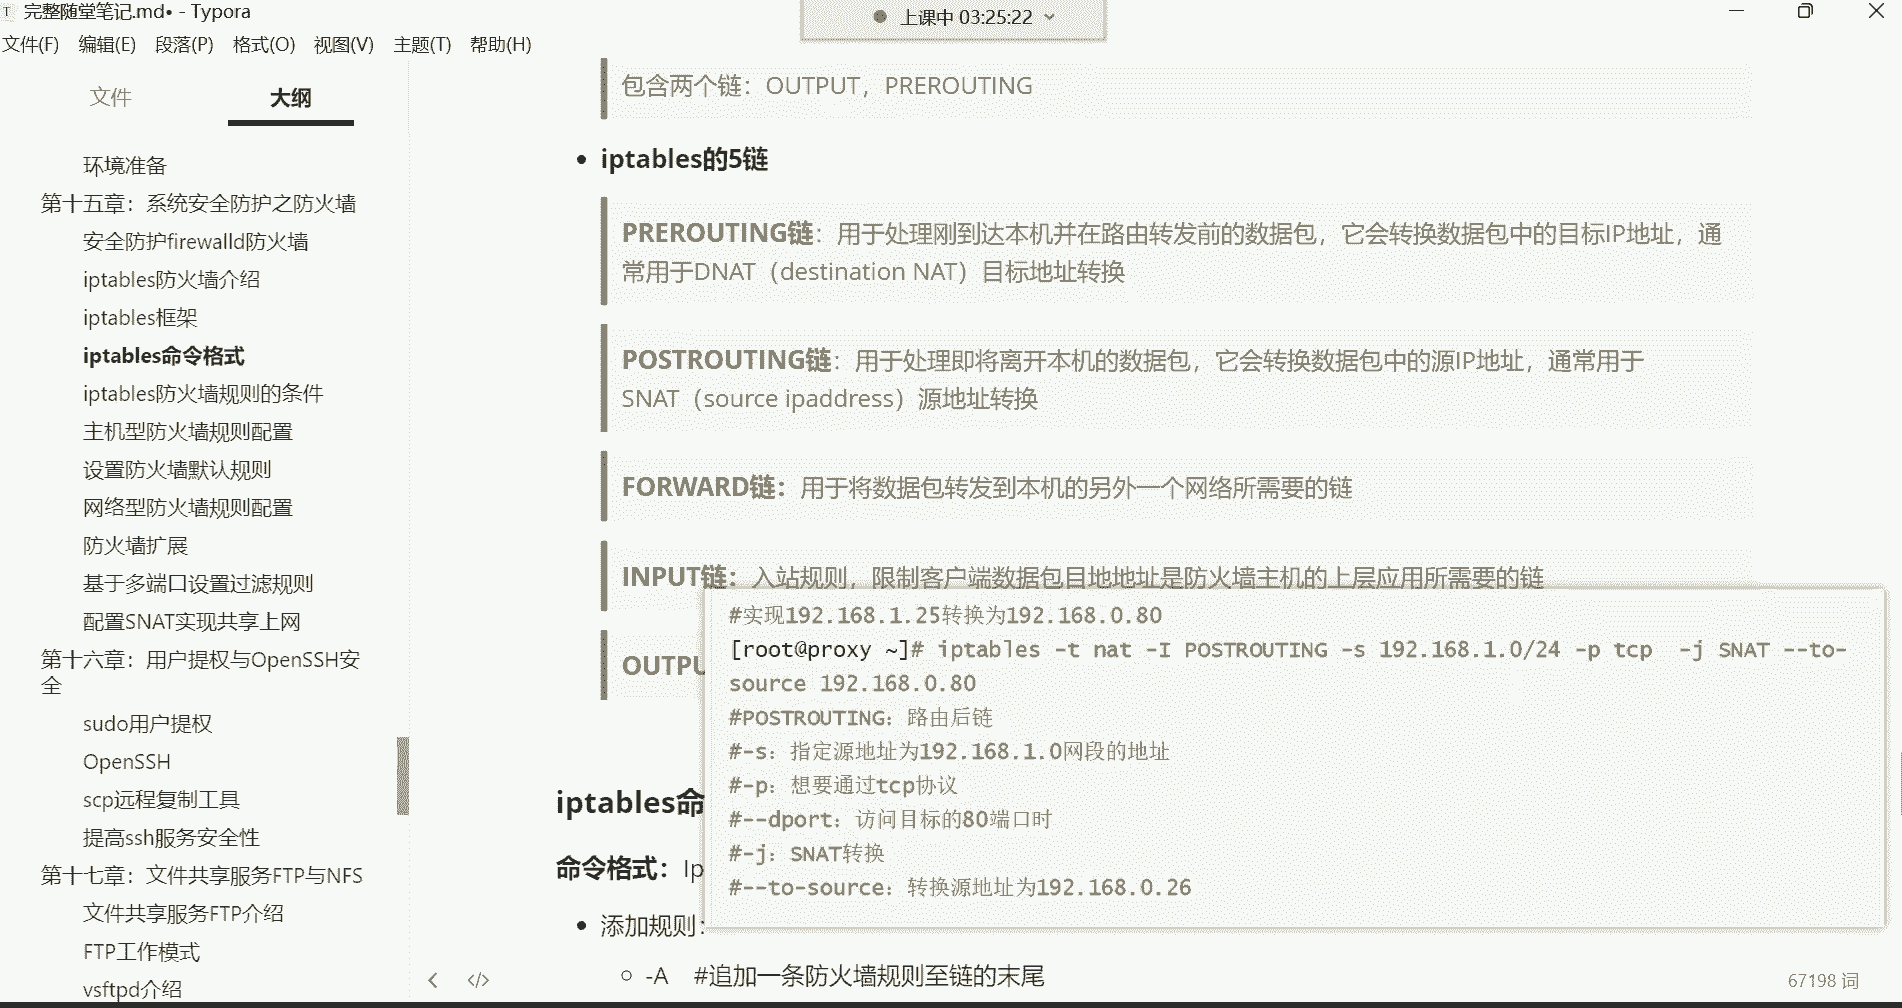 完整随堂笔记.md• - Typora
上课中 03:25:22
文件(F) 编辑(E) 段落(P) 格式(O) 视图(V) 主题(T) 帮助(H)
文件 大纲
环境准备
第十五章：系统安全防护之防火墙
安全防护firewalld防火墙
iptables防火墙介绍
iptables框架
iptables命令格式
iptables防火墙规则的条件
主机型防火墙规则配置
设置防火墙默认规则
网络型防火墙规则配置
防火墙扩展
基于多端口设置过滤规则
配置SNAT实现共享上网
第十六章：用户提权与OpenSSH安
全
sudo用户提权
OpenSSH
scp远程复制工具
提高ssh服务安全性
第十七章：文件共享服务FTP与NFS
文件共享服务FTP介绍
FTP工作模式
vsftpd介绍
包含两个链：OUTPUT，PREROUTING
iptables的5链
PREROUTING链：用于处理刚到达本机并在路由转发前的数据包，它会转换数据包中的目标IP地址，通
常用于DNAT（destination NAT）目标地址转换
POSTROUTING链：用于处理即将离开本机的数据包，它会转换数据包中的源IP地址，通常用于
SNAT（source ipaddress）源地址转换
FORWARD链：用于将数据包转发到本机的另外一个网络所需要的链
INPUT链：入站规则，限制客户端数据包目地地址是防火墙主机的上层应用所需要的链
OUTPU
#实现192.168.1.25转换为192.168.0.80
[root@proxy ~]# iptables -t nat -I POSTROUTING -s 192.168.1.0/24 -p tcp -j SNAT --to-
source 192.168.0.80
#POSTROUTING：路由后链
#-s：指定源地址为192.168.1.0网段的地址
#-p：想要通过tcp协议
#--dport：访问目标的80端口时
#-j：SNAT转换
#--to-source：转换源地址为192.168.0.26
iptables命
命令格式：Ip
添加规则：
-A #追加一条防火墙规则至链的末尾
67198 词